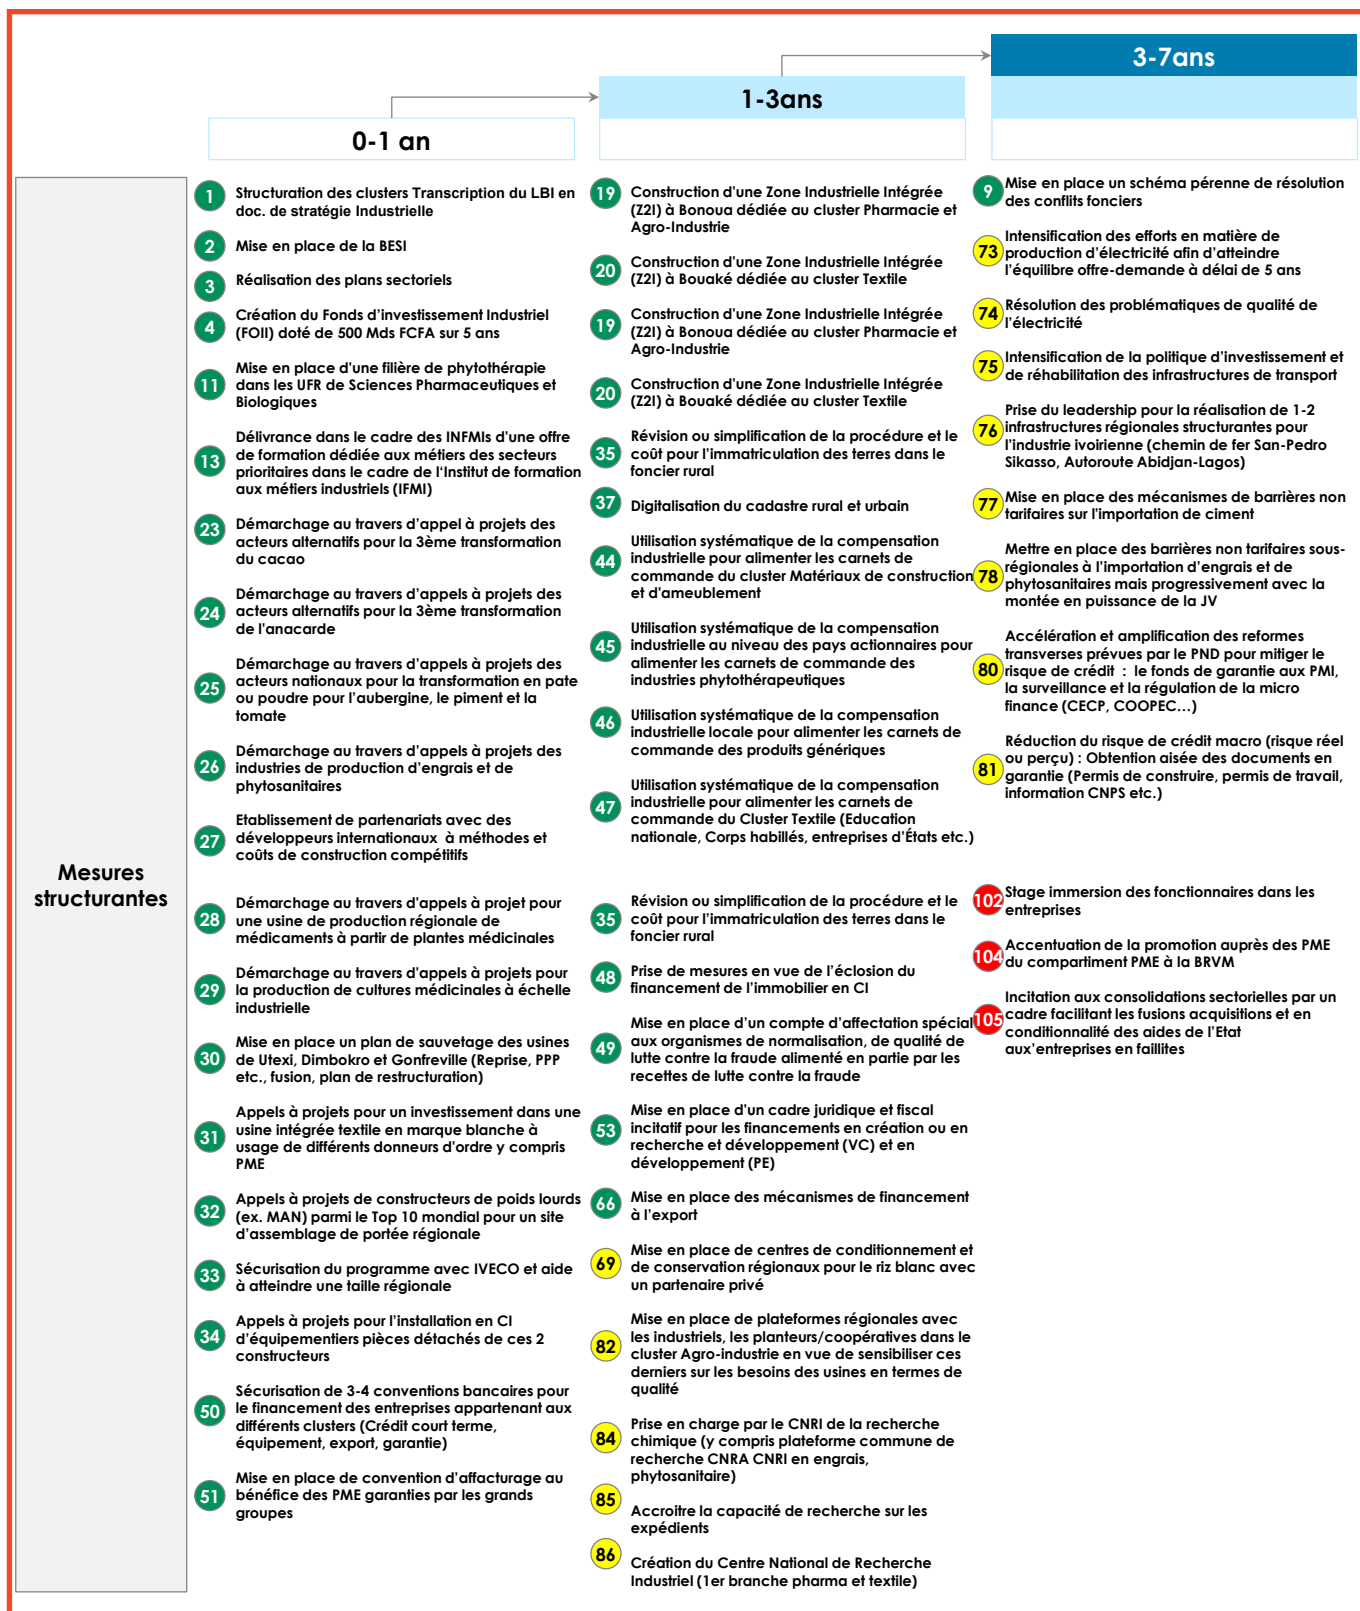 3-7ans
1-3ans
0-1 an
Mesures
structurantes
1
Structuration des clusters Transcription du LBI en
doc. de stratégie Industrielle
2
Mise en place de la BESI
3
Réalisation des plans sectoriels
4
Création du Fonds d'investissement Industriel
(FOII) doté de 500 Mds FCFA sur 5 ans
11
Mise en place d'une filière de phytothérapie
dans les UFR de Sciences Pharmaceutiques et
Biologiques
13
Délivrance dans le cadre des INFMIs d'une offre
de formation dédiée aux métiers des secteurs
prioritaires dans le cadre de l'Institut de formation
aux métiers industriels (IFMI)
23
Démarchage au travers d'appel à projets des
acteurs alternatifs pour la 3ème transformation
du cacao
24
Démarchage au travers d'appels à projets des
acteurs alternatifs pour la 3ème transformation
de l'anacarde
25
Démarchage au travers d'appels à projets des
acteurs nationaux pour la transformation en pate
ou poudre pour l'aubergine, le piment et la
tomate
26
Démarchage au travers d'appels à projets des
industries de production d'engrais et de
phytosanitaires
27
Etablissement de partenariats avec des
développeurs internationaux  à méthodes et
coûts de construction compétitifs
28
Démarchage au travers d'appels à projet pour
une usine de production régionale de
médicaments à partir de plantes médicinales
29
Démarchage au travers d'appels à projets pour
la production de cultures médicinales à échelle
industrielle
30
Mise en place un plan de sauvetage des usines
de Utexi, Dimbokro et Gonfreville (Reprise, PPP
etc., fusion, plan de restructuration)
31
Appels à projets pour un investissement dans une
usine intégrée textile en marque blanche à
usage de différents donneurs d'ordre y compris
PME
32
Appels à projets de constructeurs de poids lourds
(ex. MAN) parmi le Top 10 mondial pour un site
d'assemblage de portée régionale
33
Sécurisation du programme avec IVECO et aide
à atteindre une taille régionale
34
Appels à projets pour l'installation en CI
d'équipementiers pièces détachés de ces 2
constructeurs
50
Sécurisation de 3-4 conventions bancaires pour
le financement des entreprises appartenant aux
différents clusters (Crédit court terme,
équipement, export, garantie)
51
Mise en place de convention d'affacturage au
bénéfice des PME garanties par les grands
groupes
19
Construction d'une Zone Industrielle Intégrée
(Z2I) à Bonoua dédiée au cluster Pharmacie et
Agro-Industrie
20
Construction d'une Zone Industrielle Intégrée
(Z2I) à Bouaké dédiée au cluster Textile
19
Construction d'une Zone Industrielle Intégrée
(Z2I) à Bonoua dédiée au cluster Pharmacie et
Agro-Industrie
20
Construction d'une Zone Industrielle Intégrée
(Z2I) à Bouaké dédiée au cluster Textile
35
Révision ou simplification de la procédure et le
coût pour l'immatriculation des terres dans le
foncier rural
37
Digitalisation du cadastre rural et urbain
44
Utilisation systématique de la compensation
industrielle pour alimenter les carnets de
commande du cluster Matériaux de construction
et d'ameublement
45
Utilisation systématique de la compensation
industrielle au niveau des pays actionnaires pour
alimenter les carnets de commande des
industries phytothérapeutiques
46
Utilisation systématique de la compensation
industrielle locale pour alimenter les carnets de
commande des produits génériques
47
Utilisation systématique de la compensation
industrielle pour alimenter les carnets de
commande du Cluster Textile (Education
nationale, Corps habillés, entreprises d'États etc.)
35
Révision ou simplification de la procédure et le
coût pour l'immatriculation des terres dans le
foncier rural
48
Prise de mesures en vue de l'éclosion du
financement de l'immobilier en CI
49
Mise en place d'un compte d'affectation spécial
aux organismes de normalisation, de qualité de
lutte contre la fraude alimenté en partie par les
recettes de lutte contre la fraude
53
Mise en place d'un cadre juridique et fiscal
incitatif pour les financements en création ou en
recherche et développement (VC) et en
développement (PE)
66
Mise en place des mécanismes de financement
à l'export
69
Mise en place de centres de conditionnement et
de conservation régionaux pour le riz blanc avec
un partenaire privé
82
Mise en place de plateformes régionales avec
les industriels, les planteurs/coopératives dans le
cluster Agro-industrie en vue de sensibiliser ces
derniers sur les besoins des usines en termes de
qualité
84
Prise en charge par le CNRI de la recherche
chimique (y compris plateforme commune de
recherche CNRA CNRI en engrais,
phytosanitaire)
85
Accroitre la capacité de recherche sur les
expédients
86
Création du Centre National de Recherche
Industriel (1er branche pharma et textile)
9
Mise en place un schéma pérenne de résolution
des conflits fonciers
73
Intensification des efforts en matière de
production d'électricité afin d'atteindre
l'équilibre offre-demande à délai de 5 ans
74
Résolution des problématiques de qualité de
l'électricité
75
Intensification de la politique d'investissement et
de réhabilitation des infrastructures de transport
76
Prise du leadership pour la réalisation de 1-2
infrastructures régionales structurantes pour
l'industrie ivoirienne (chemin de fer San-Pedro
Sikasso, Autoroute Abidjan-Lagos)
77
Mise en place des mécanismes de barrières non
tarifaires sur l'importation de ciment
78
Mettre en place des barrières non tarifaires sous-
régionales à l'importation d'engrais et de
phytosanitaires mais progressivement avec la
montée en puissance de la JV
80
Accélération et amplification des reformes
transverses prévues par le PND pour mitiger le
risque de crédit  :  le fonds de garantie aux PMI,
la surveillance et la régulation de la micro
finance (CECP, COOPEC…)
81
Réduction du risque de crédit macro (risque réel
ou perçu) : Obtention aisée des documents en
garantie (Permis de construire, permis de travail,
information CNPS etc.)
102
Stage immersion des fonctionnaires dans les
entreprises
104
Accentuation de la promotion auprès des PME
du compartiment PME à la BRVM
105
Incitation aux consolidations sectorielles par un
cadre facilitant les fusions acquisitions et en
conditionnalité des aides de l'Etat
aux'entreprises en faillites